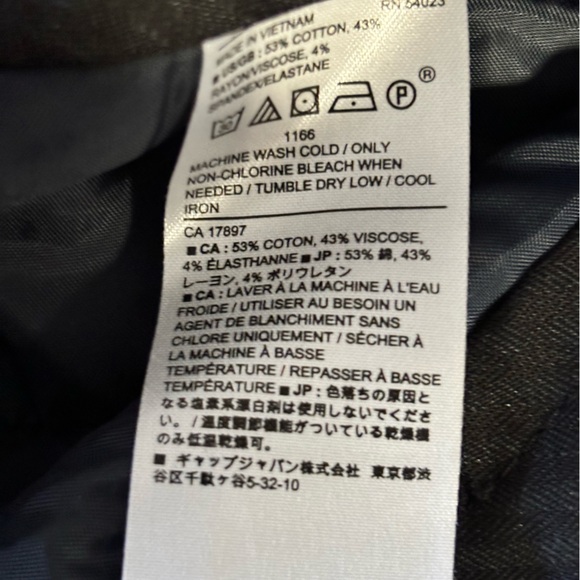 RN 54023
MADE IN VIETNAM
■ US/GB : 53% COTTON, 43%
RAYON/VISCOSE, 4%
SPANDEX/ELASTANE
30 P ®
1166
MACHINE WASH COLD / ONLY
NON-CHLORINE BLEACH WHEN
NEEDED / TUMBLE DRY LOW / COOL
IRON
CA 17897
■ CA : 53% COTON, 43% VISCOSE,
4% ÉLASTHANNE ■ JP : 53% 綿, 43%
レーヨン, 4% ポリウレタン
■ CA : LAVER À LA MACHINE À L'EAU
FROIDE / UTILISER AU BESOIN UN
AGENT DE BLANCHIMENT SANS
CHLORE UNIQUEMENT / SÉCHER À
LA MACHINE À BASSE
TEMPÉRATURE / REPASSER À BASSE
TEMPÉRATURE ■ JP : 色落ちの原因と
なる塩素系漂白剤は使用しないでくださ
い。 / 温度調節機能がついている乾燥機
のみ低温乾燥可。
■ ギャップジャパン株式会社 東京都渋
谷区千駄ケ谷5-32-10